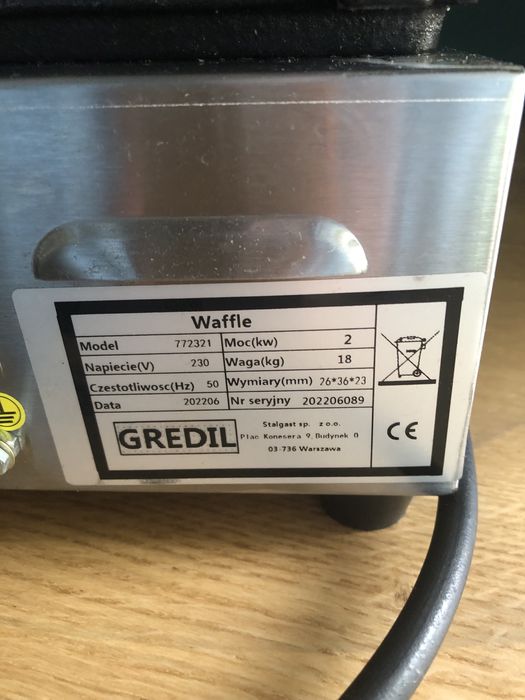 Waffle
Model 772321 Moc(kw) 2
Napiecie(V) 230 Waga(kg) 18
Czestotliwosc(Hz) 50 Wymiary(mm) 26*36*23
Data 202206 Nr seryjny 202206089
GREDIL
Stalgast sp. z o.o.
Plac Konesera 9, Budynek 0
03-736 Warszawa
CE